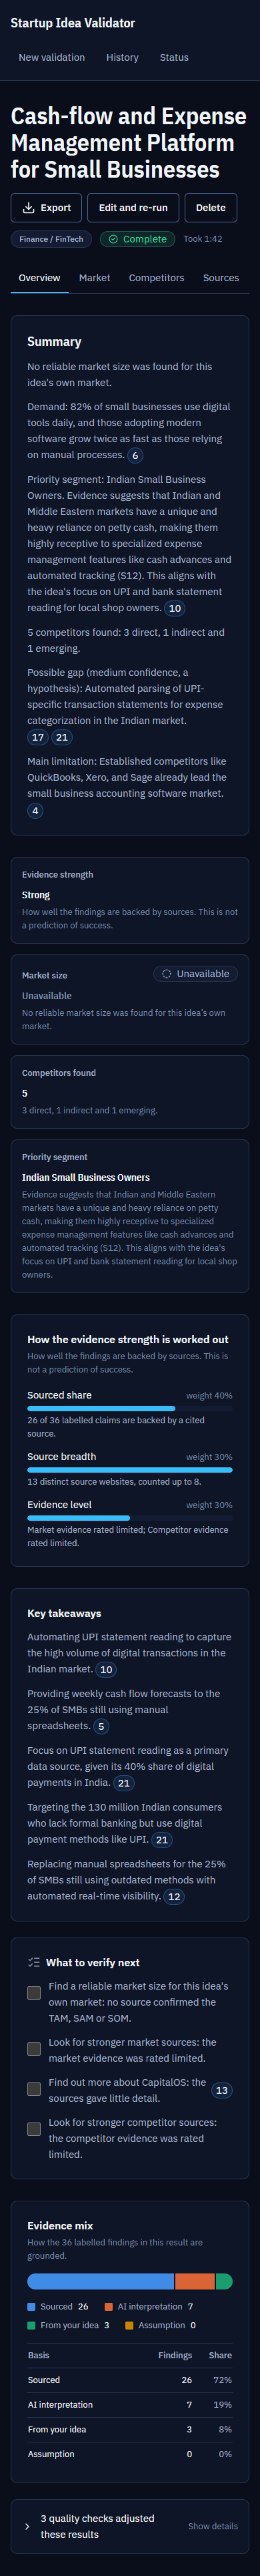 Startup Idea Validator
New validation History Status
Cash-flow and Expense
Management Platform
for Small Businesses
Export Edit and re-run Delete
Finance / FinTech Complete Took 1:42
Overview Market Competitors Sources
Summary
No reliable market size was found for this
idea's own market.
Demand: 82% of small businesses use digital
tools daily, and those adopting modern
software grow twice as fast as those relying
on manual processes. 6
Priority segment: Indian Small Business
Owners. Evidence suggests that Indian and
Middle Eastern markets have a unique and
heavy reliance on petty cash, making them
highly receptive to specialized expense
management features like cash advances and
automated tracking (S12). This aligns with
the idea's focus on UPI and bank statement
reading for local shop owners. 10
5 competitors found: 3 direct, 1 indirect and
1 emerging.
Possible gap (medium confidence, a
hypothesis): Automated parsing of UPI-
specific transaction statements for expense
categorization in the Indian market.
17 21
Main limitation: Established competitors like
QuickBooks, Xero, and Sage already lead the
small business accounting software market.
4
Evidence strength
Strong
How well the findings are backed by sources. This is not
a prediction of success.
Market size Unavailable
Unavailable
No reliable market size was found for this idea's own
market.
Competitors found
5
3 direct, 1 indirect and 1 emerging.
Priority segment
Indian Small Business Owners
Evidence suggests that Indian and Middle Eastern
markets have a unique and heavy reliance on petty
cash, making them highly receptive to specialized
expense management features like cash advances and
automated tracking (S12). This aligns with the idea's
focus on UPI and bank statement reading for local shop
owners.
How the evidence strength is worked out
How well the findings are backed by sources. This is
not a prediction of success.
Sourced share weight 40%
26 of 36 labelled claims are backed by a cited
source.
Source breadth weight 30%
13 distinct source websites, counted up to 8.
Evidence level weight 30%
Market evidence rated limited; Competitor evidence
rated limited.
Key takeaways
Automating UPI statement reading to capture
the high volume of digital transactions in the
Indian market. 10
Providing weekly cash flow forecasts to the
25% of SMBs still using manual
spreadsheets. 5
Focus on UPI statement reading as a primary
data source, given its 40% share of digital
payments in India. 21
Targeting the 130 million Indian consumers
who lack formal banking but use digital
payment methods like UPI. 21
Replacing manual spreadsheets for the 25%
of SMBs still using outdated methods with
automated real-time visibility. 12
What to verify next
Find a reliable market size for this idea's
own market: no source confirmed the
TAM, SAM or SOM.
Look for stronger market sources: the
market evidence was rated limited.
Find out more about CapitalOS: the
sources gave little detail. 13
Look for stronger competitor sources:
the competitor evidence was rated
limited.
Evidence mix
How the 36 labelled findings in this result are
grounded.
Sourced 26 AI interpretation 7
From your idea 3 Assumption 0
Basis Findings Share
Sourced 26 72%
AI interpretation 7 19%
From your idea 3 8%
Assumption 0 0%
3 quality checks adjusted
these results
Show details